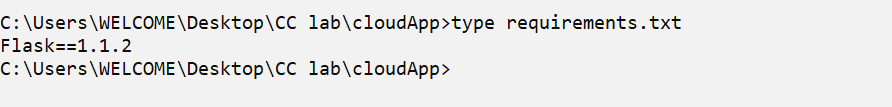 C:\Users\WELCOME\Desktop\CC lab\cloudApp>type requirements.txt
Flask==1.1.2
C:\Users\WELCOME\Desktop\CC lab\cloudApp>